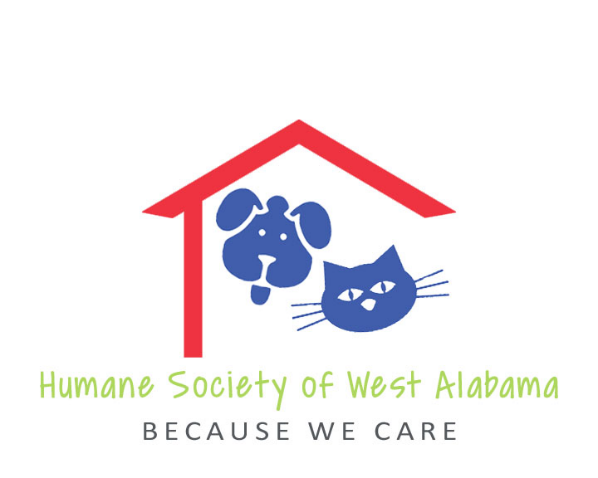 Humane Society of West Alabama
BECAUSE WE CARE